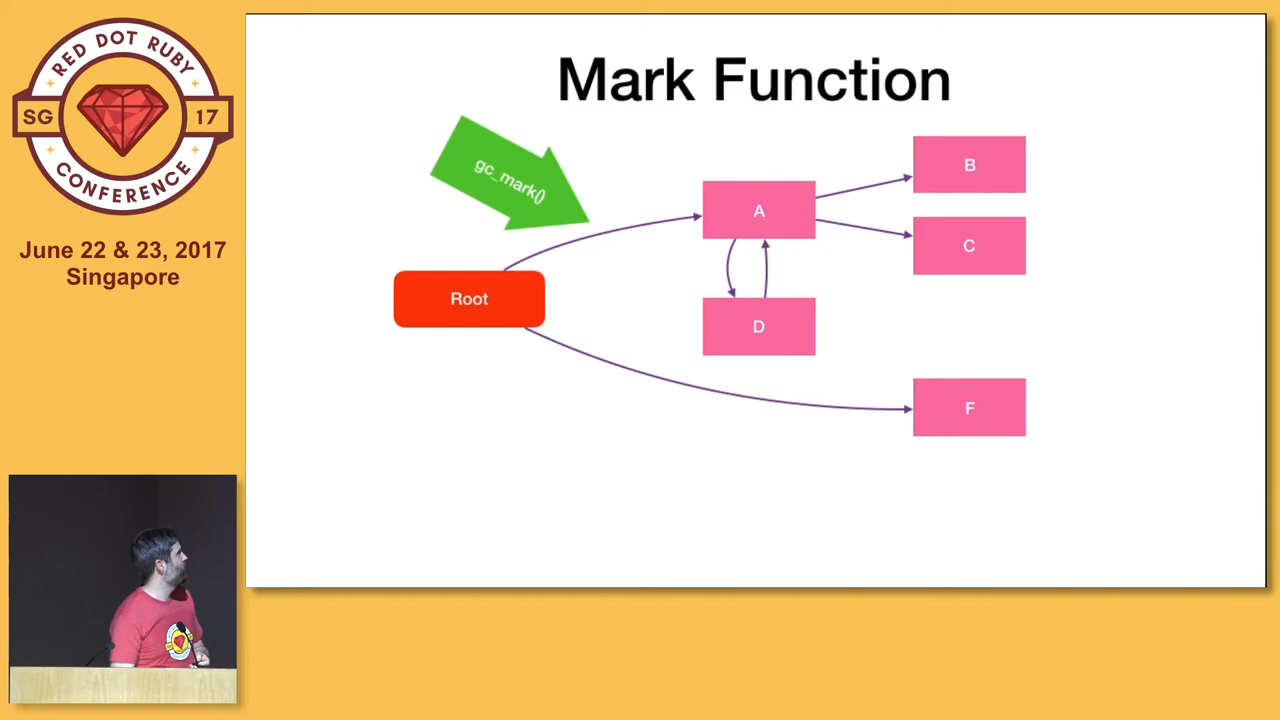 RED DOT RUBY
SG 17
CONFERENCE
June 22 & 23, 2017
Singapore
Mark Function
gc_mark()
B
A
C
Root
D
F